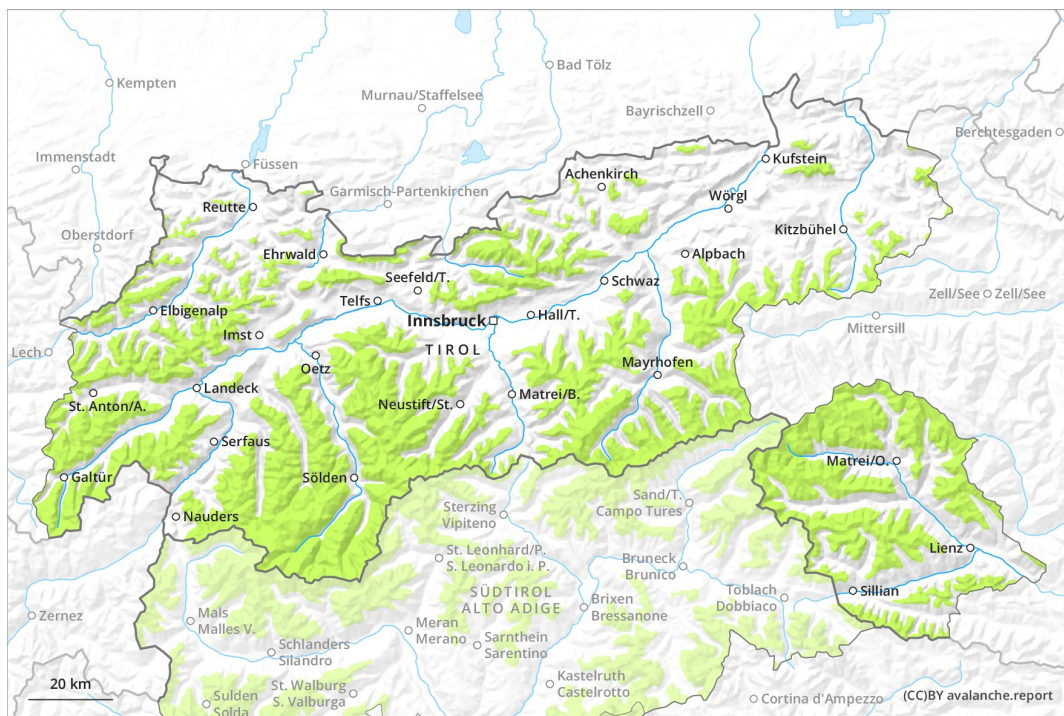 Bad Tölz
Kempten
Murnau/Staffelsee
Bayrischzell
Berchtesgaden
Immenstadt
Füssen
Kufstein
Achenkirch
Garmisch-Partenkirchen
Reutte
Wörgl
Oberstdorf
Kitzbühel
Ehrwald
Alpbach
Seefeld/T.
Schwaz
Zell/See
Zell/See
Telfs
Elbigenalp
Hall/T.
Innsbruck
Mittersill
Imst
TIROL
Lech
Oetz
Mayrhofen
Landeck
Matrei/B.
St. Anton/A.
Neustift/St.
Serfaus
Matrei/O.
Galtür
Sölden
Sand/T.
Campo Tures
Sterzing
Vipiteno
Nauders
Lienz
St. Leonhard/P.
S. Leonardo i. P.
Bruneck
Brunico
Sillian
SÜDTIROL
ALTO ADIGE
Toblach
Dobbiaco
Brixen
Bressanone
Zernez
Mals
Malles V.
Meran
Merano
Sarnthein
Sarentino
Schlanders
Silandro
Kastelruth
Castelrotto
20 km
St. Walburg
S. Valburga
Sulden
Solda
Cortina d'Ampezzo
(CC)BY avalanche.report